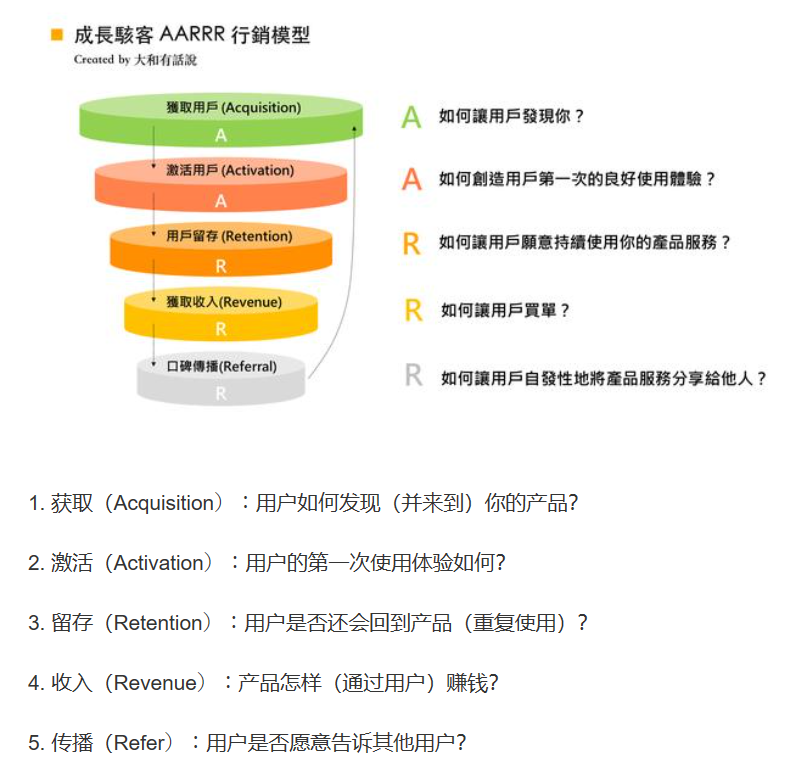 成長駭客 AARRR 行銷模型
Created by 大和有話說
獲取用戶 (Acquisition)
A
A 如何讓用戶發現你？
激活用戶 (Activation)
A
A 如何創造用戶第一次的良好使用體驗？
用戶留存 (Retention)
R
R 如何讓用戶願意持續使用你的產品服務？
獲取收入(Revenue)
R
R 如何讓用戶買單？
口碑傳播(Referral)
R
R 如何讓用戶自發性地將產品服務分享給他人？
1. 获取（Acquisition）：用户如何发现（并来到）你的产品？
2. 激活（Activation）：用户的第一次使用体验如何？
3. 留存（Retention）：用户是否还会回到产品（重复使用）？
4. 收入（Revenue）：产品怎样（通过用户）赚钱？
5. 传播（Refer）：用户是否愿意告诉其他用户？